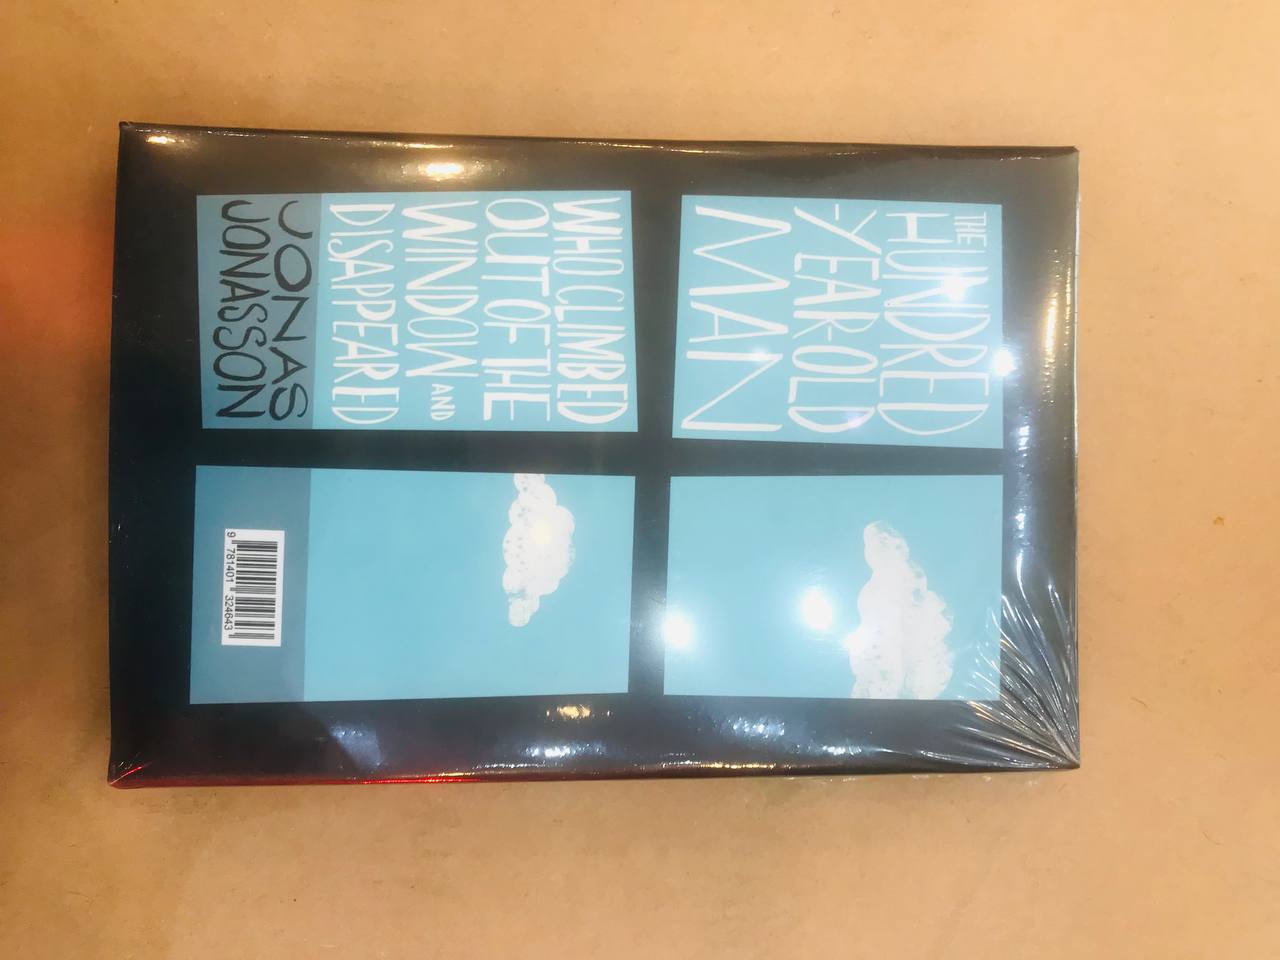 THE
HUNDRED
-YEAR-OLD
MAN
WHO CLIMBED
OUT OF THE
WINDOW AND
DISAPPEARED
JONAS
JONASSON
9 781401 324643